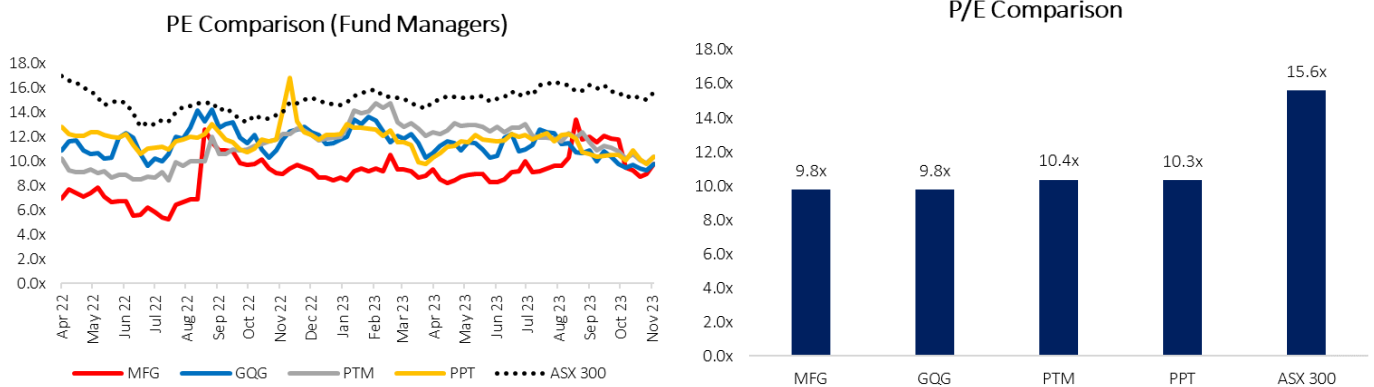 PE Comparison (Fund Managers)
18.0x
16.0x
14.0x
12.0x
10.0x
8.0x
6.0x
4.0x
2.0x
0.0x
Apr 22
May 22
Jun 22
Jul 22
Aug 22
Sep 22
Oct 22
Nov 22
Dec 22
Jan 23
Feb 23
Mar 23
Apr 23
May 23
Jun 23
Jul 23
Aug 23
Sep 23
Oct 23
Nov 23
MFG GQG PTM PPT ASX 300
P/E Comparison
18.0x
16.0x
14.0x
12.0x
10.0x
8.0x
6.0x
4.0x
2.0x
0.0x
9.8x
9.8x
10.4x
10.3x
15.6x
MFG GQG PTM PPT ASX 300